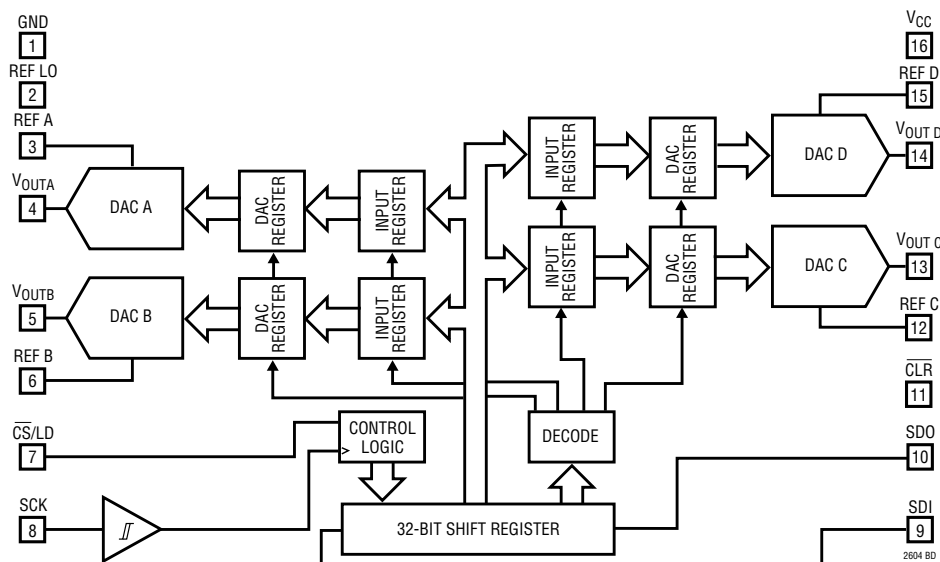 GND
1
REF LO
2
REF A
3
VOUTA
4
VOUTB
5
REF B
6
CS/LD
7
SCK
8
DAC A
DAC
REGISTER
INPUT
REGISTER
DAC B
DAC
REGISTER
INPUT
REGISTER
CONTROL
LOGIC
32-BIT SHIFT REGISTER
DECODE
INPUT
REGISTER
DAC
REGISTER
DAC D
INPUT
REGISTER
DAC
REGISTER
DAC C
VCC
16
REF D
15
VOUT D
14
VOUT C
13
REF C
12
CLR
11
SDO
10
SDI
9
2604 BD